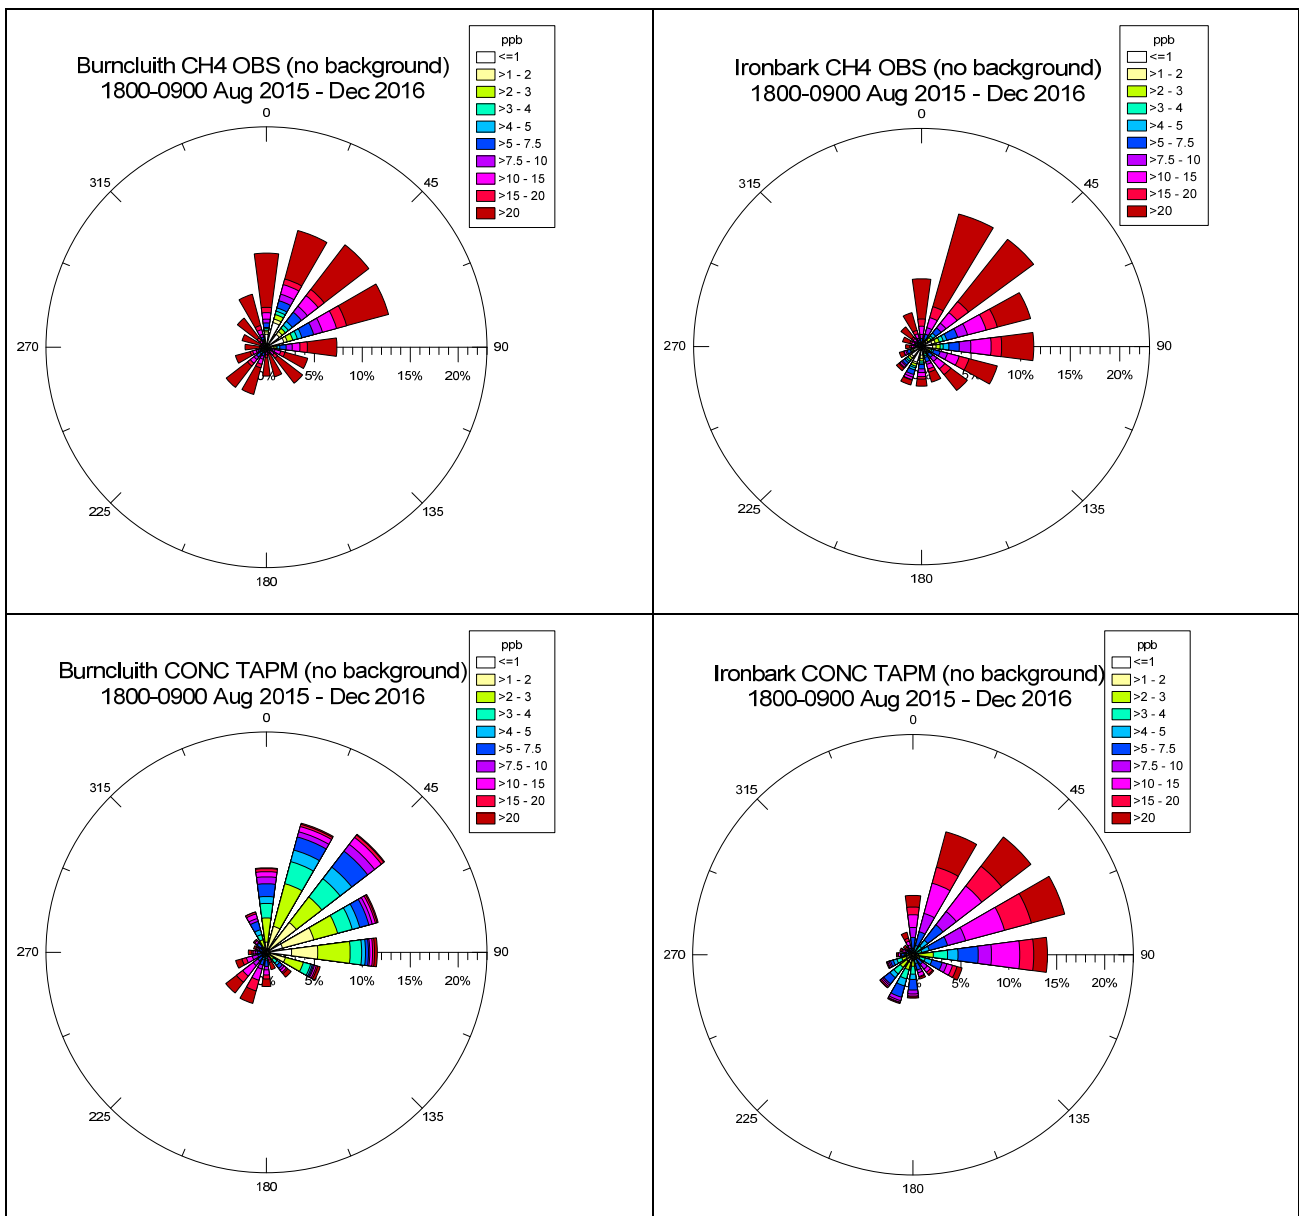 Burncluith CH4 OBS (no background)
1800-0900 Aug 2015 - Dec 2016
ppb
<=1
>1 - 2
>2 - 3
>3 - 4
>4 - 5
>5 - 7.5
>7.5 - 10
>10 - 15
>15 - 20
>20
0
45
90
135
180
225
270
315
5%
10%
15%
20%
Ironbark CH4 OBS (no background)
1800-0900 Aug 2015 - Dec 2016
ppb
<=1
>1 - 2
>2 - 3
>3 - 4
>4 - 5
>5 - 7.5
>7.5 - 10
>10 - 15
>15 - 20
>20
0
45
90
135
180
225
270
315
10%
15%
20%
Burncluith CONC TAPM (no background)
1800-0900 Aug 2015 - Dec 2016
ppb
<=1
>1 - 2
>2 - 3
>3 - 4
>4 - 5
>5 - 7.5
>7.5 - 10
>10 - 15
>15 - 20
>20
0
45
90
135
180
225
270
315
5%
10%
15%
20%
Ironbark CONC TAPM (no background)
1800-0900 Aug 2015 - Dec 2016
ppb
<=1
>1 - 2
>2 - 3
>3 - 4
>4 - 5
>5 - 7.5
>7.5 - 10
>10 - 15
>15 - 20
>20
0
45
90
135
180
225
270
315
5%
10%
15%
20%